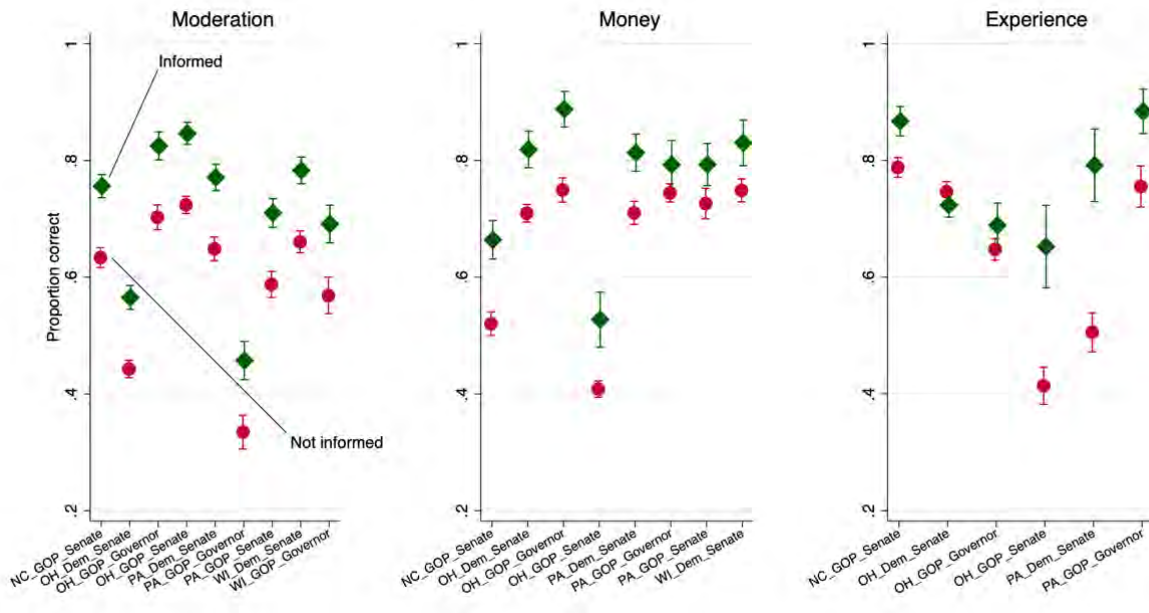 Moderation
Money
Experience
Proportion correct
1
.8
.6
.4
.2
Informed
Not informed
NC_GOP_Senate
OH_Dem_Senate
OH_GOP_Governor
OH_GOP_Senate
PA_Dem_Senate
PA_GOP_Governor
PA_GOP_Senate
WI_Dem_Senate
WI_GOP_Governor
1
.8
.6
.4
.2
NC_GOP_Senate
OH_Dem_Senate
OH_GOP_Governor
OH_GOP_Senate
PA_Dem_Senate
PA_GOP_Governor
PA_GOP_Senate
WI_Dem_Senate
1
.8
.6
.4
.2
NC_GOP_Senate
OH_Dem_Senate
OH_GOP_Governor
OH_GOP_Senate
PA_Dem_Senate
PA_GOP_Governor